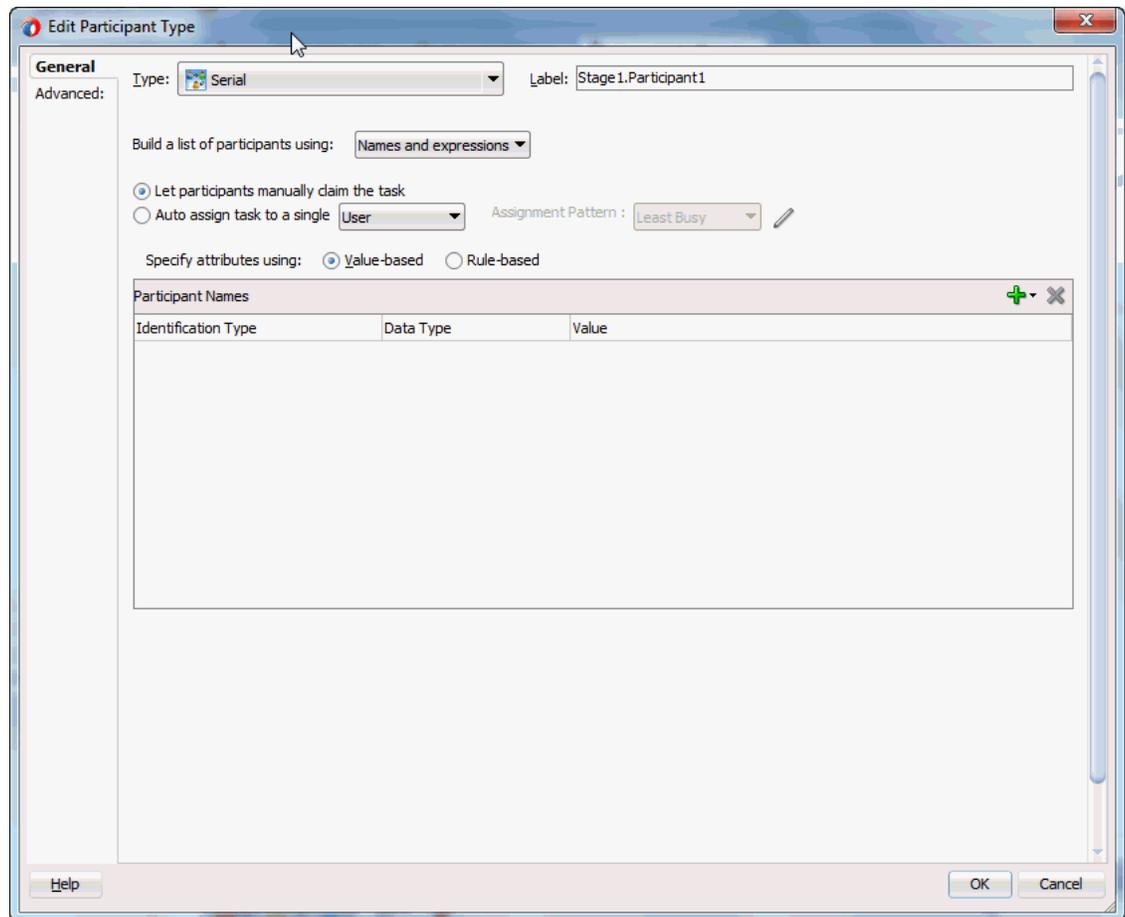 Edit Participant Type
General
Advanced:
Type: Serial Label: Stage1.Participant1
Build a list of participants using: Names and expressions
Let participants manually claim the task
Auto assign task to a single User Assignment Pattern : Least Busy
Specify attributes using: Value-based Rule-based
Participant Names
Identification Type Data Type Value
Help OK Cancel